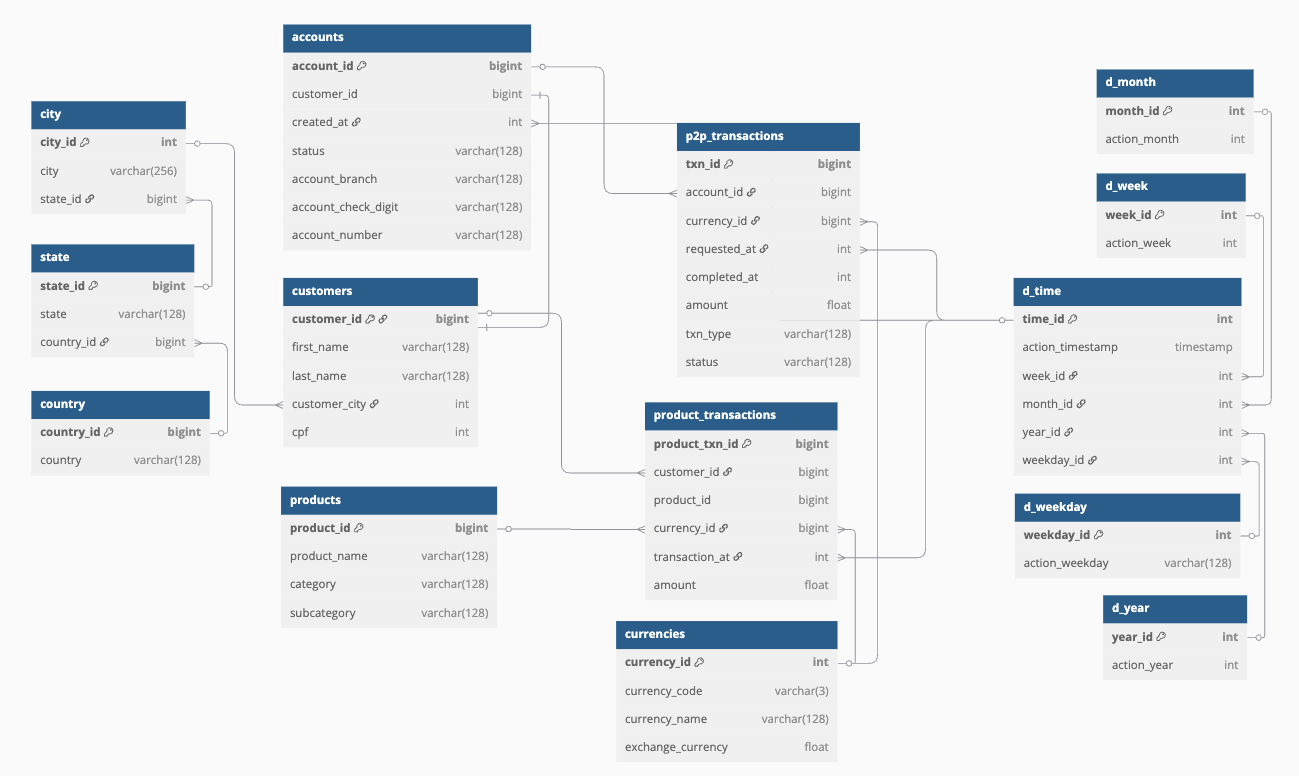 accounts
account_id bigint
customer_id bigint
created_at int
status varchar(128)
account_branch varchar(128)
account_check_digit varchar(128)
account_number varchar(128)
city
city_id int
city varchar(256)
state_id bigint
state
state_id bigint
state varchar(128)
country_id bigint
country
country_id bigint
country varchar(128)
customers
customer_id bigint
first_name varchar(128)
last_name varchar(128)
customer_city int
cpf int
products
product_id bigint
product_name varchar(128)
category varchar(128)
subcategory varchar(128)
p2p_transactions
txn_id bigint
account_id bigint
currency_id bigint
requested_at int
completed_at int
amount float
txn_type varchar(128)
status varchar(128)
product_transactions
product_txn_id bigint
customer_id bigint
product_id bigint
currency_id bigint
transaction_at int
amount float
currencies
currency_id int
currency_code varchar(3)
currency_name varchar(128)
exchange_currency float
d_month
month_id int
action_month int
d_week
week_id int
action_week int
d_time
time_id int
action_timestamp timestamp
week_id int
month_id int
year_id int
weekday_id int
d_weekday
weekday_id int
action_weekday varchar(128)
d_year
year_id int
action_year int